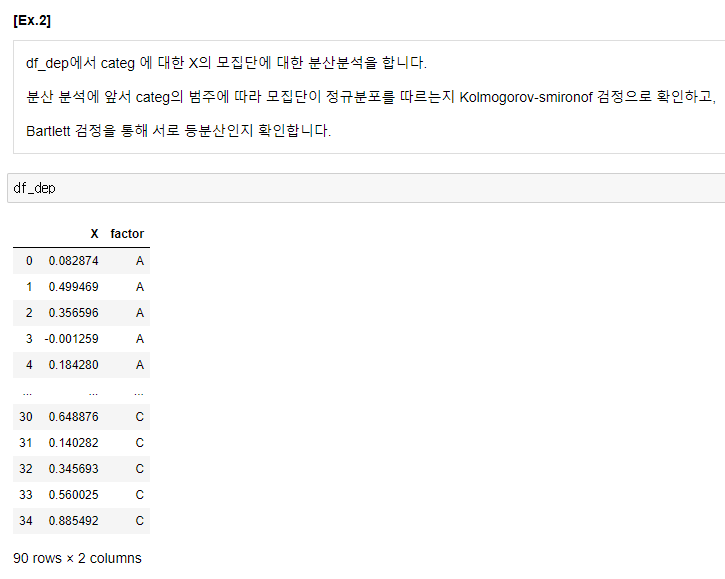 [Ex.2]
df_dep에서 categ 에 대한 X의 모집단에 대한 분산분석을 합니다.
분산 분석에 앞서 categ의 범주에 따라 모집단이 정규분포를 따르는지 Kolmogorov-smironof 검정으로 확인하고,
Bartlett 검정을 통해 서로 등분산인지 확인합니다.
df_dep
X factor
0 0.082874 A
1 0.499469 A
2 0.356596 A
3 -0.001259 A
4 0.184280 A
... ... ...
30 0.648876 C
31 0.140282 C
32 0.345693 C
33 0.560025 C
34 0.885492 C
90 rows × 2 columns